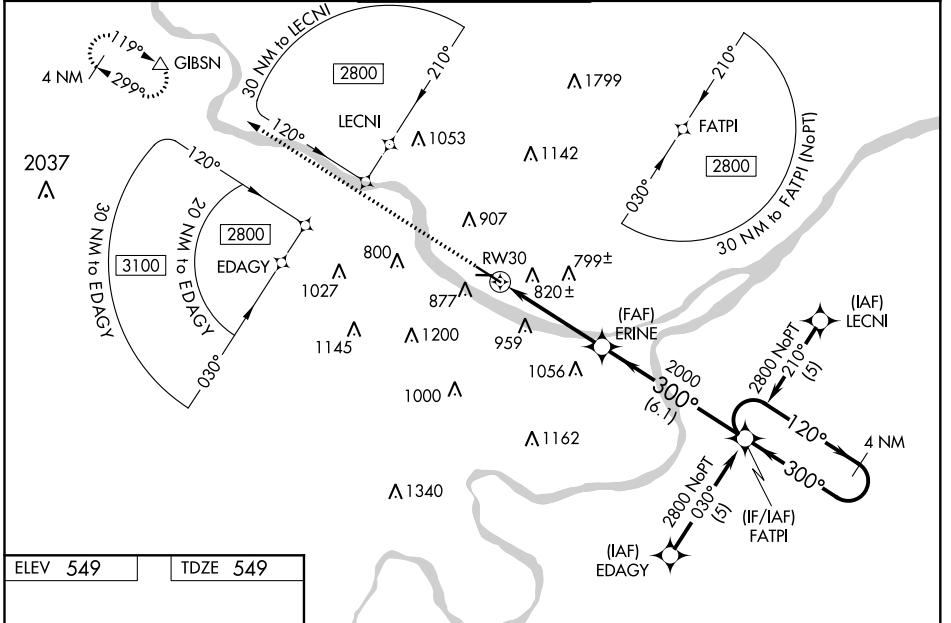 119°
299°
4 NM
GIBSN
30 NM to LECNI
2800
210°
LECNI
120°
1053
1799
1142
210°
FATPI
2800
030°
30 NM to FATPI (NoPT)
2037
120°
30 NM to EDAGY
3100
20 NM to EDAGY
2800
EDAGY
030°
907
800
1027
877
RW30
820±
799±
1145
1200
959
(FAF)
ERINE
1056
1000
2000
300°
(6.1)
(IAF)
LECNI
2800 NoPT
210°
(5)
120°
4 NM
300°
1162
1340
2800 NoPT
030°
(5)
(IF/IAF)
FATPI
(IAF)
EDAGY
ELEV 549
TDZE 549